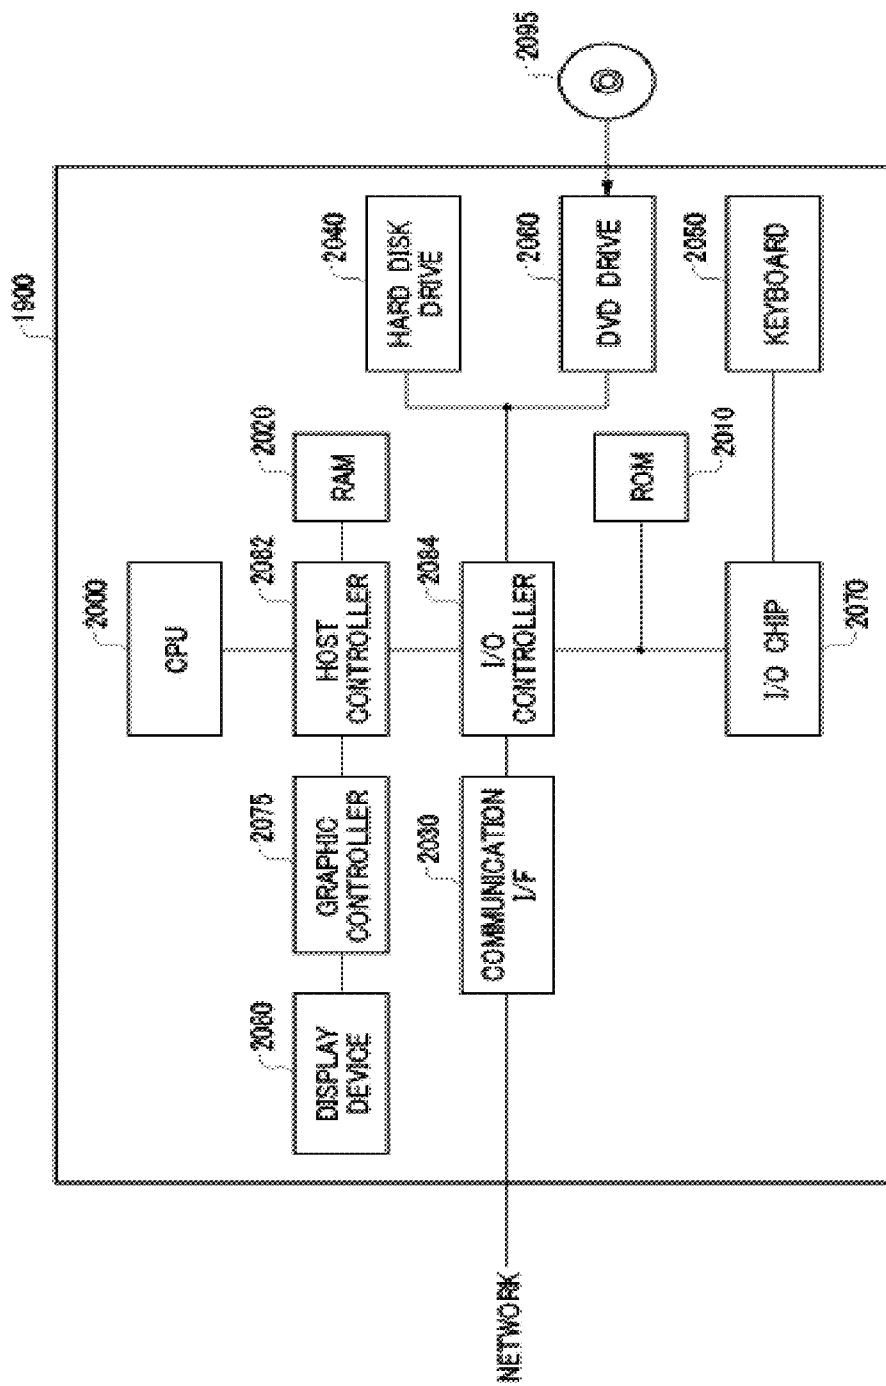 1900
2000
CPU
2080
DISPLAY
DEVICE
2075
GRAPHIC
CONTROLLER
2082
HOST
CONTROLLER
2020
RAM
2040
HARD DISK
DRIVE
NETWORK
2030
COMMUNICATION
I/F
2084
I/O
CONTROLLER
2060
DVD DRIVE
2095
ROM
2010
I/O CHIP
2070
2050
KEYBOARD